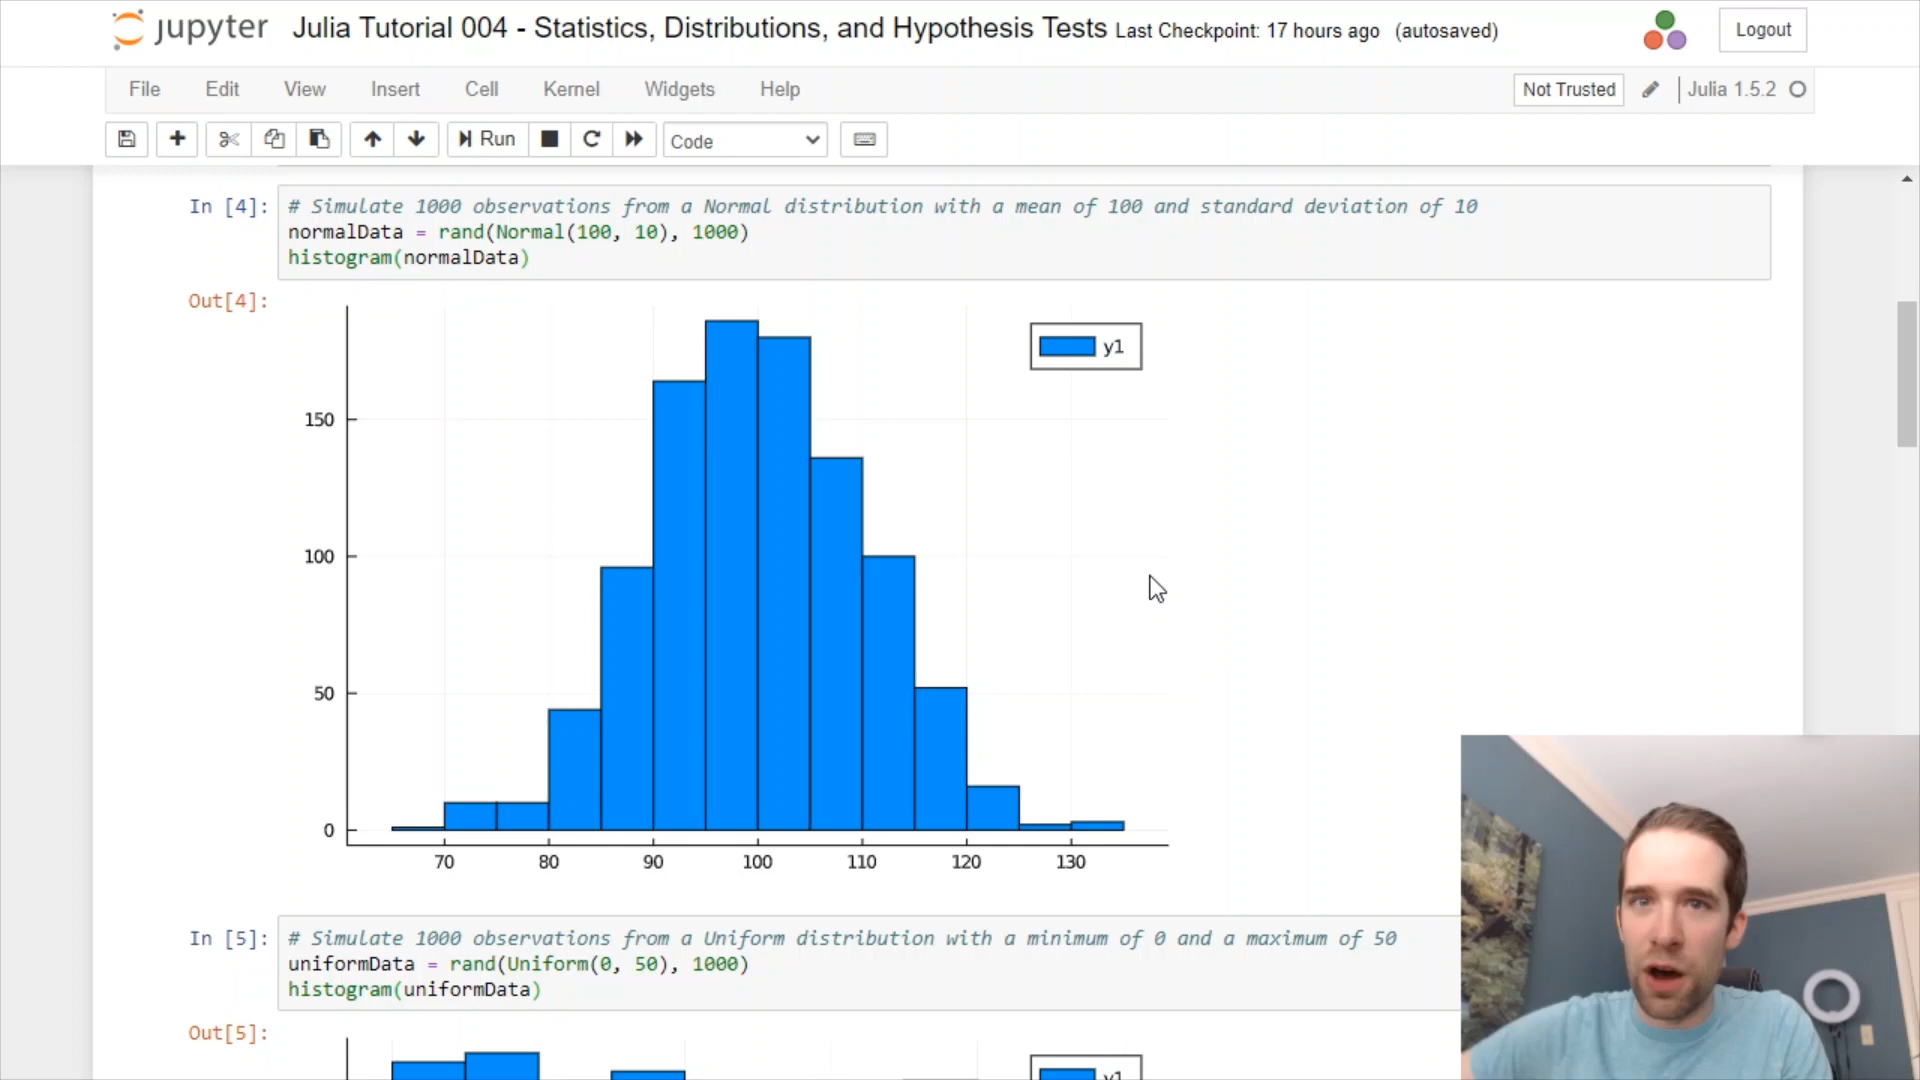 jupyter Julia Tutorial 004 - Statistics, Distributions, and Hypothesis Tests Last Checkpoint: 17 hours ago (autosaved) Logout
File Edit View Insert Cell Kernel Widgets Help Not Trusted Julia 1.5.2
Run Code
In [4]: # Simulate 1000 observations from a Normal distribution with a mean of 100 and standard deviation of 10
normalData = rand(Normal(100, 10), 1000)
histogram(normalData)
Out[4]:
y1
150
100
50
0
70 80 90 100 110 120 130
In [5]: # Simulate 1000 observations from a Uniform distribution with a minimum of 0 and a maximum of 50
uniformData = rand(Uniform(0, 50), 1000)
histogram(uniformData)
Out[5]:
y1